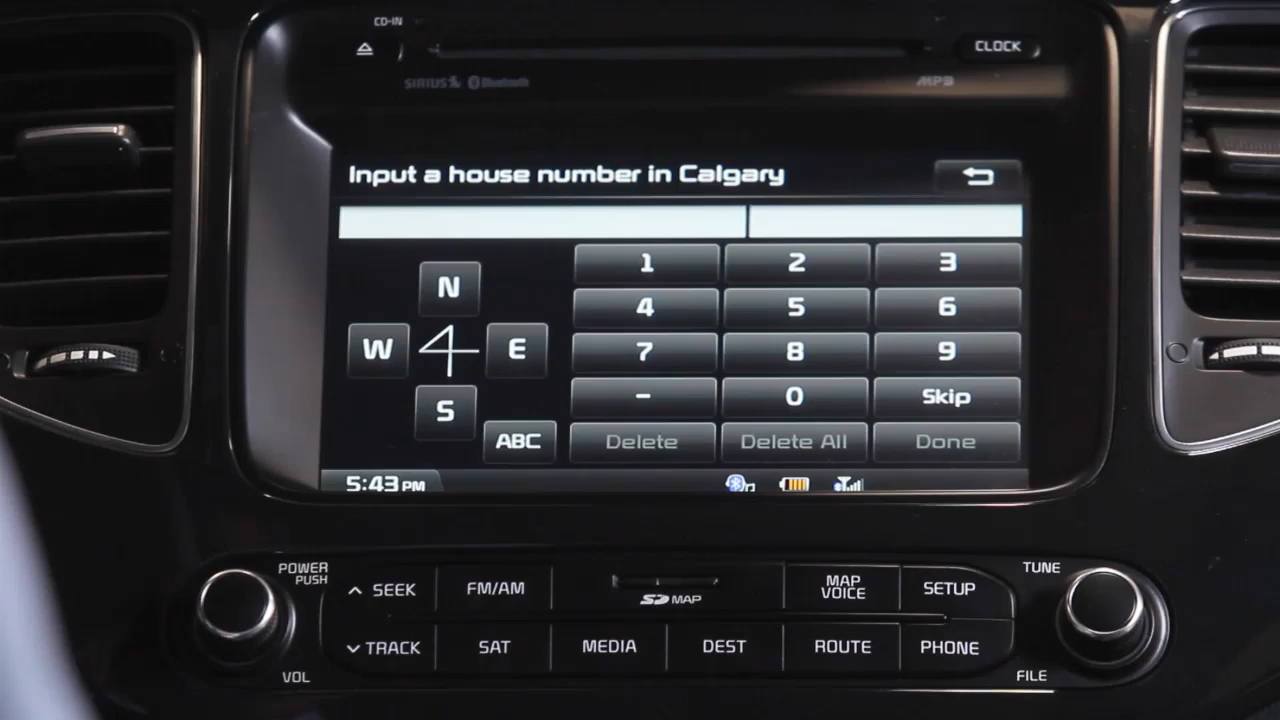 CD-IN
CLOCK
SIRIUS Bluetooth
MP3
Input a house number in Calgary
1 2 3
N
4 5 6
W E
7 8 9
S
- 0 Skip
ABC Delete Delete All Done
5:43 PM
POWER
PUSH
SEEK FM/AM MAP VOICE SETUP TUNE
SD MAP
TRACK SAT MEDIA DEST ROUTE PHONE
VOL FILE